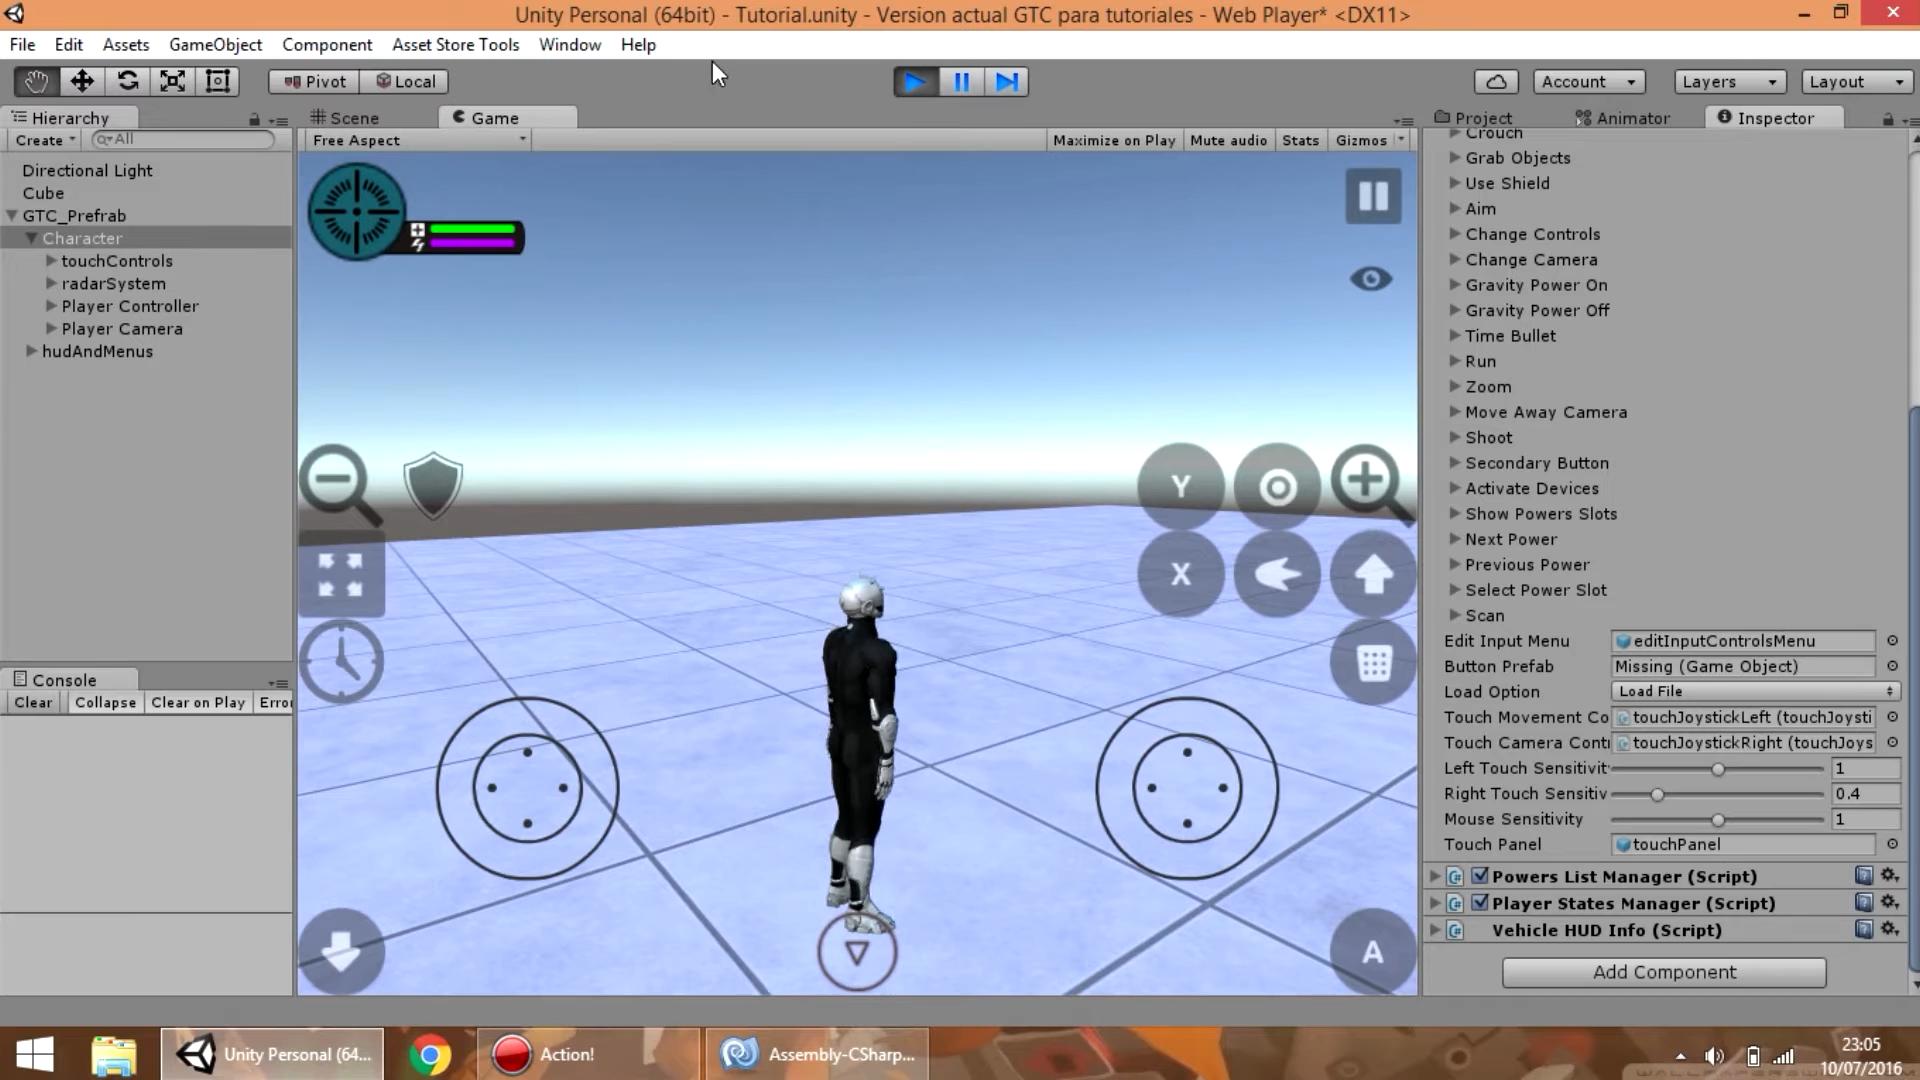 Unity Personal (64bit) - Tutorial.unity - Version actual GTC para tutoriales - Web Player* <DX11>
File Edit Assets GameObject Component Asset Store Tools Window Help
Pivot Local Account Layers Layout
Hierarchy
Create All
Directional Light
Cube
GTC_Prefrab
Character
touchControls
radarSystem
Player Controller
Player Camera
hudAndMenus
Console
Clear Collapse Clear on Play Erro
Scene Game
Free Aspect Maximize on Play Mute audio Stats Gizmos
Y
X
A
Project Animator Inspector
Crouch
Grab Objects
Use Shield
Aim
Change Controls
Change Camera
Gravity Power On
Gravity Power Off
Time Bullet
Run
Zoom
Move Away Camera
Shoot
Secondary Button
Activate Devices
Show Powers Slots
Next Power
Previous Power
Select Power Slot
Scan
Edit Input Menu editInputControlsMenu
Button Prefab Missing (Game Object)
Load Option Load File
Touch Movement Co touchJoystickLeft (touchJoysti
Touch Camera Contr touchJoystickRight (touchJoys
Left Touch Sensitivit 1
Right Touch Sensitiv 0.4
Mouse Sensitivity 1
Touch Panel touchPanel
Powers List Manager (Script)
Player States Manager (Script)
Vehicle HUD Info (Script)
Add Component
Unity Personal (64... Action! Assembly-CSharp...
23:05
10/07/2016